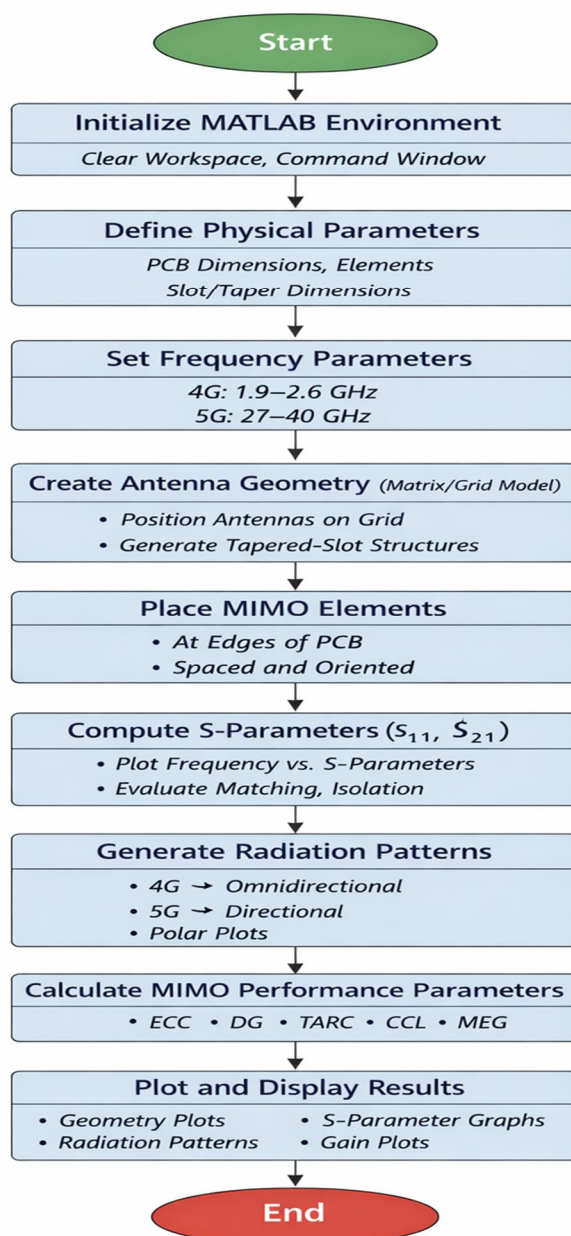 Start
Initialize MATLAB Environment
Clear Workspace, Command Window
Define Physical Parameters
PCB Dimensions, Elements
Slot/Taper Dimensions
Set Frequency Parameters
4G: 1.9–2.6 GHz
5G: 27–40 GHz
Create Antenna Geometry (Matrix/Grid Model)
• Position Antennas on Grid
• Generate Tapered-Slot Structures
Place MIMO Elements
• At Edges of PCB
• Spaced and Oriented
Compute S-Parameters (s₁₁, S₂₁)
• Plot Frequency vs. S-Parameters
• Evaluate Matching, Isolation
Generate Radiation Patterns
• 4G → Omnidirectional
• 5G → Directional
• Polar Plots
Calculate MIMO Performance Parameters
• ECC • DG • TARC • CCL • MEG
Plot and Display Results
• Geometry Plots • S-Parameter Graphs
• Radiation Patterns • Gain Plots
End